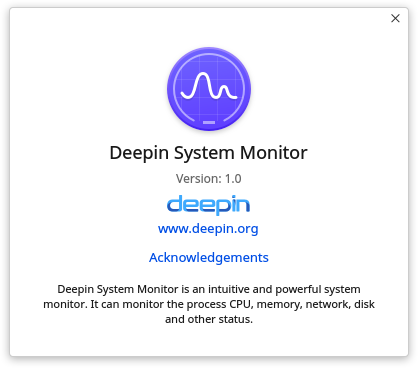 Deepin System Monitor
Version: 1.0
deepin
www.deepin.org
Acknowledgements
Deepin System Monitor is an intuitive and powerful system
monitor. It can monitor the process CPU, memory, network, disk
and other status.